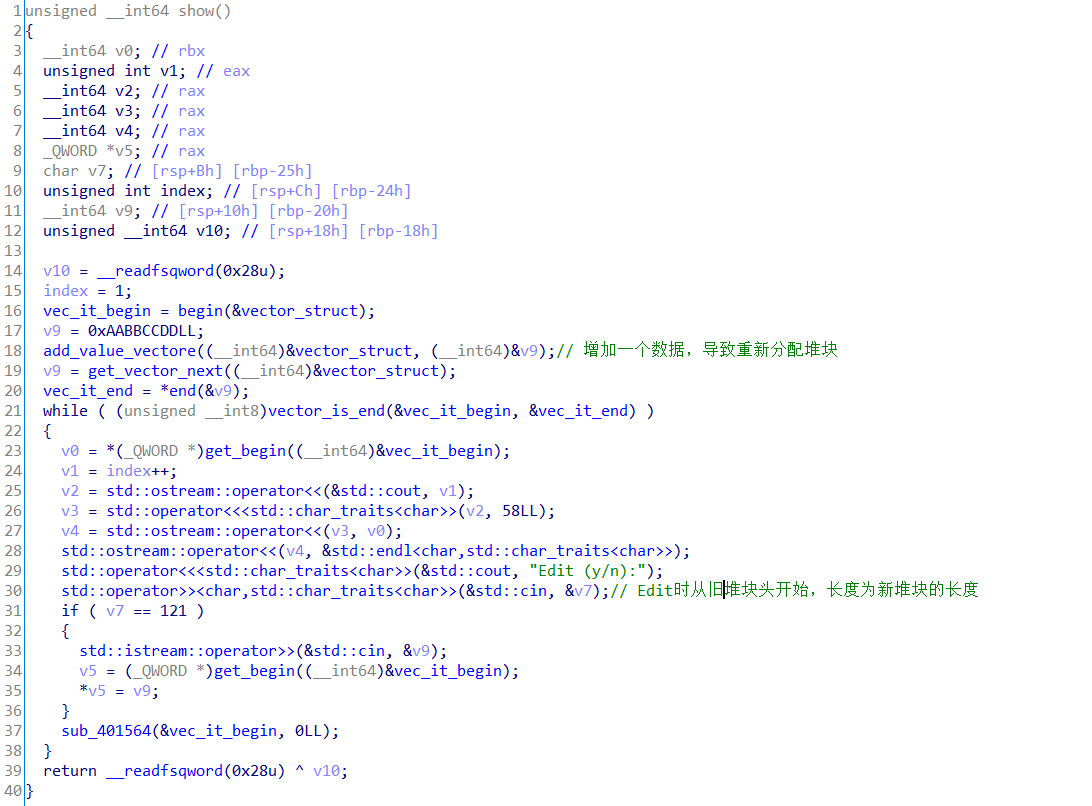 1 unsigned __int64 show()
2 {
3 __int64 v0; // rbx
4 unsigned int v1; // eax
5 __int64 v2; // rax
6 __int64 v3; // rax
7 __int64 v4; // rax
8 _QWORD *v5; // rax
9 char v7; // [rsp+Bh] [rbp-25h]
10 unsigned int index; // [rsp+Ch] [rbp-24h]
11 __int64 v9; // [rsp+10h] [rbp-20h]
12 unsigned __int64 v10; // [rsp+18h] [rbp-18h]
13
14 v10 = __readfsqword(0x28u);
15 index = 1;
16 vec_it_begin = begin(&vector_struct);
17 v9 = 0xAABBCCDDLL;
18 add_value_vectore((__int64)&vector_struct, (__int64)&v9);// 增加一个数据，导致重新分配堆块
19 v9 = get_vector_next((__int64)&vector_struct);
20 vec_it_end = *end(&v9);
21 while ( (unsigned __int8)vector_is_end(&vec_it_begin, &vec_it_end) )
22 {
23 v0 = *(_QWORD *)get_begin((__int64)&vec_it_begin);
24 v1 = index++;
25 v2 = std::ostream::operator<<(&std::cout, v1);
26 v3 = std::operator<<<std::char_traits<char>>(v2, 58LL);
27 v4 = std::ostream::operator<<(v3, v0);
28 std::ostream::operator<<(v4, &std::endl<char,std::char_traits<char>>);
29 std::operator<<<std::char_traits<char>>(&std::cout, "Edit (y/n):");
30 std::operator>><char,std::char_traits<char>>(&std::cin, &v7);// Edit时从旧堆块头开始，长度为新堆块的长度
31 if ( v7 == 121 )
32 {
33 std::istream::operator>>(&std::cin, &v9);
34 v5 = (_QWORD *)get_begin((__int64)&vec_it_begin);
35 *v5 = v9;
36 }
37 sub_401564(&vec_it_begin, 0LL);
38 }
39 return __readfsqword(0x28u) ^ v10;
40 }